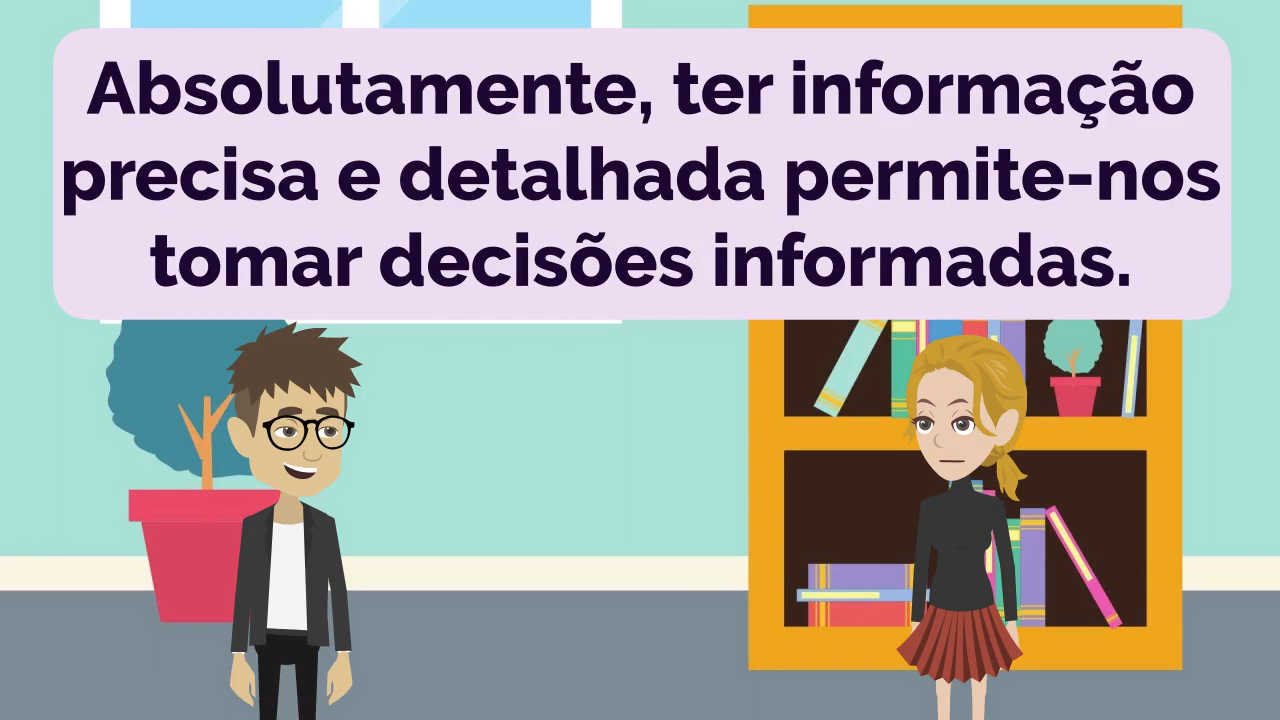 Absolutamente, ter informação
precisa e detalhada permite-nos
tomar decisões informadas.